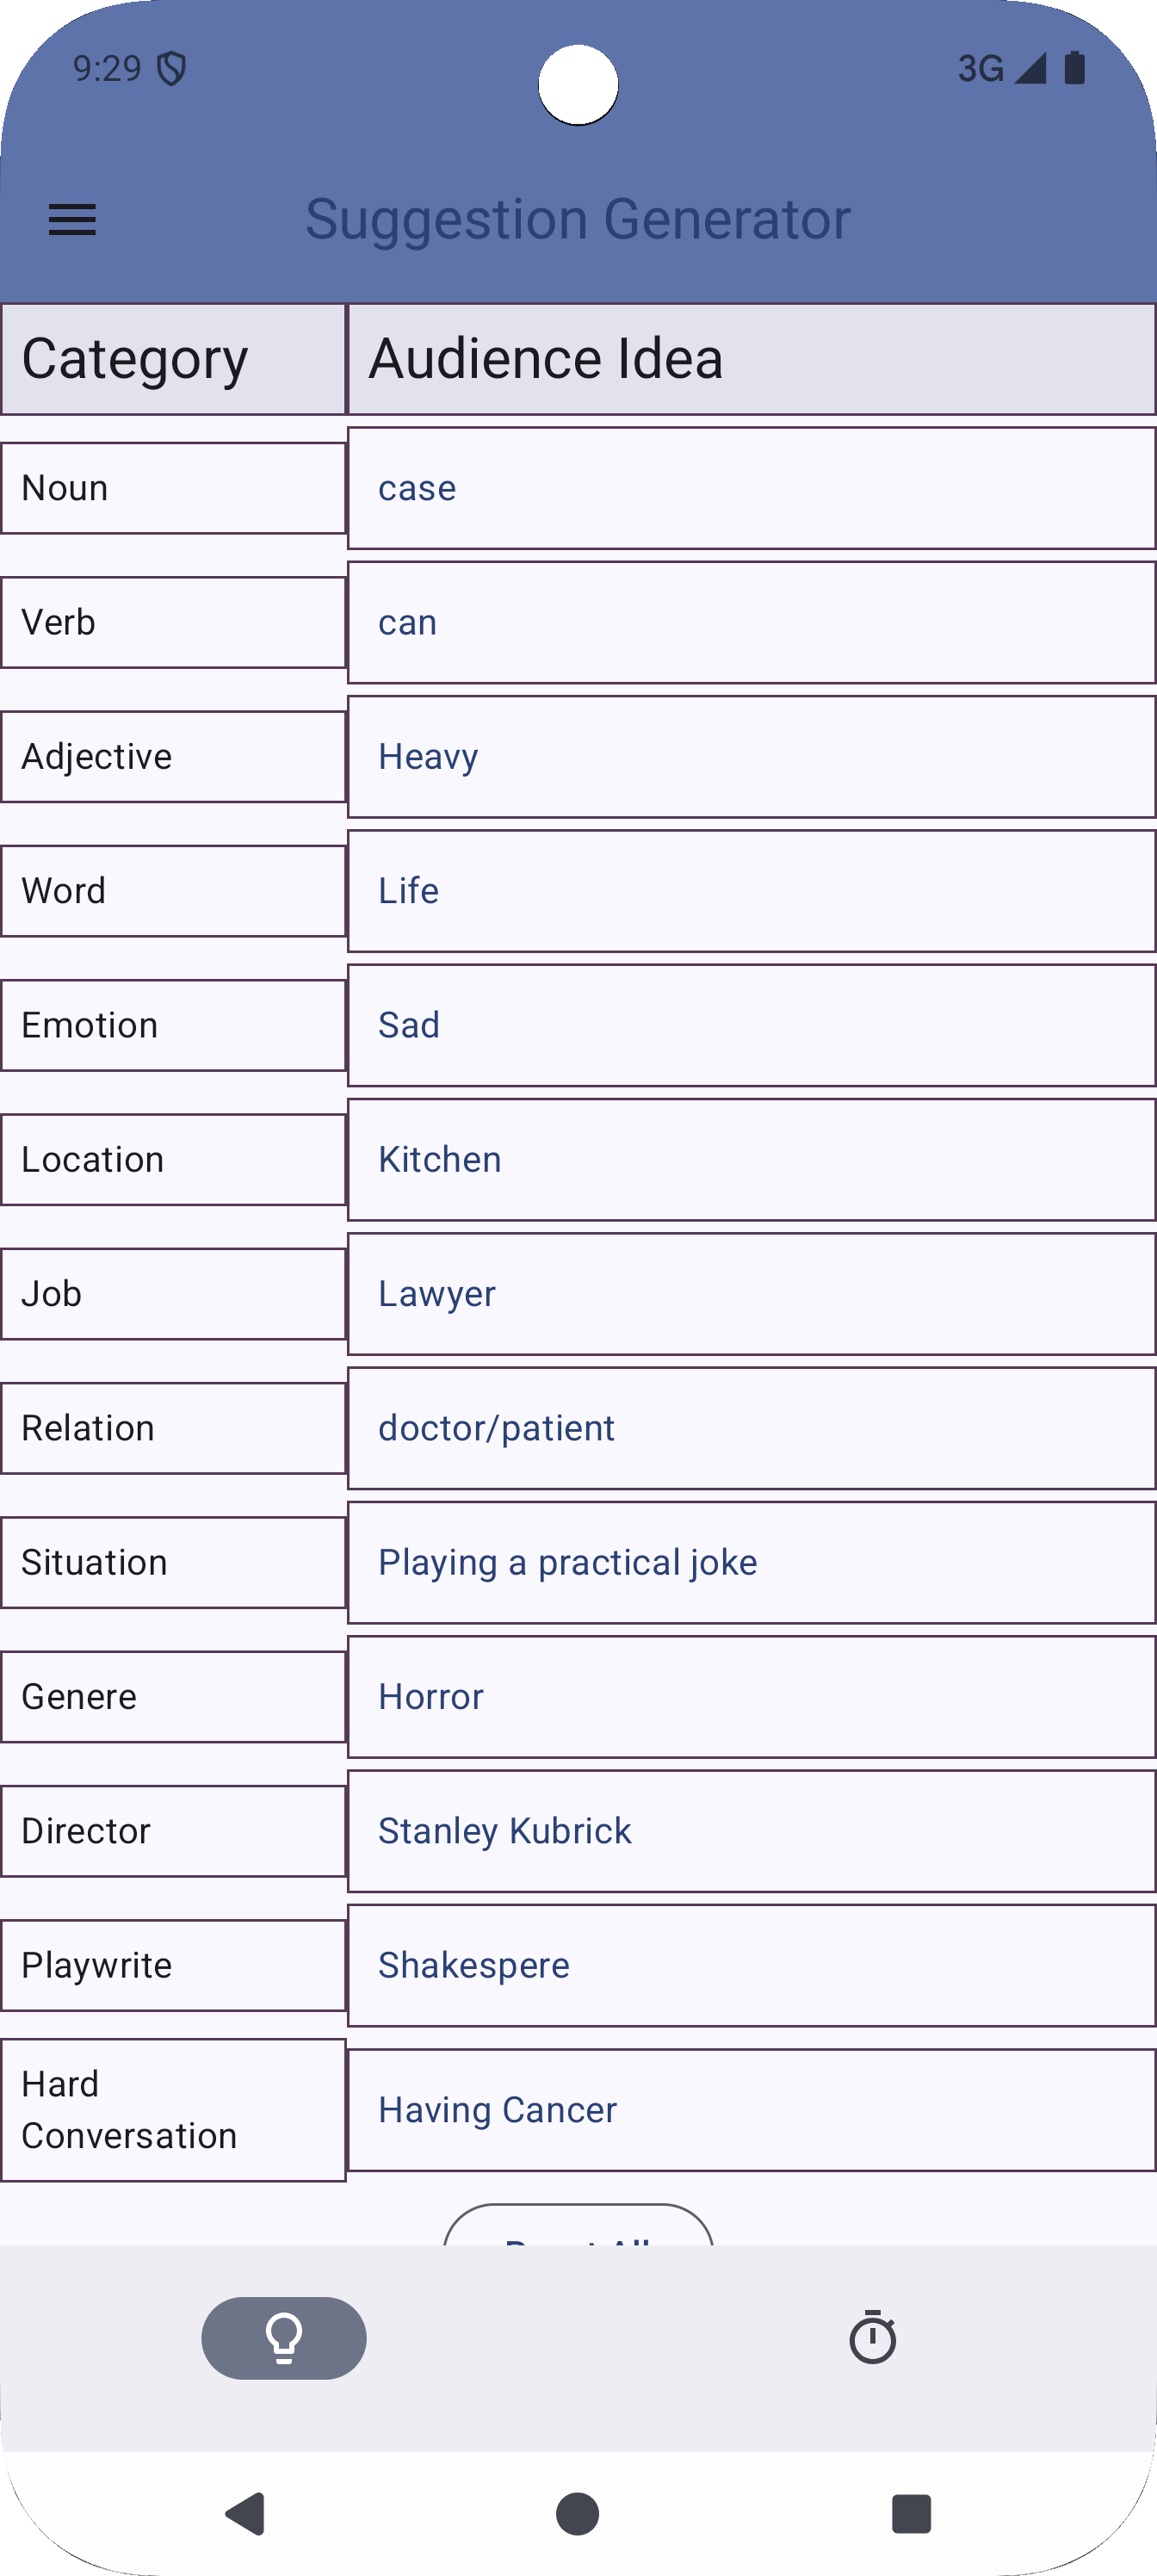 9:29
3G
Suggestion Generator
Category Audience Idea
Noun case
Verb can
Adjective Heavy
Word Life
Emotion Sad
Location Kitchen
Job Lawyer
Relation doctor/patient
Situation Playing a practical joke
Genere Horror
Director Stanley Kubrick
Playwrite Shakespere
Hard
Conversation Having Cancer